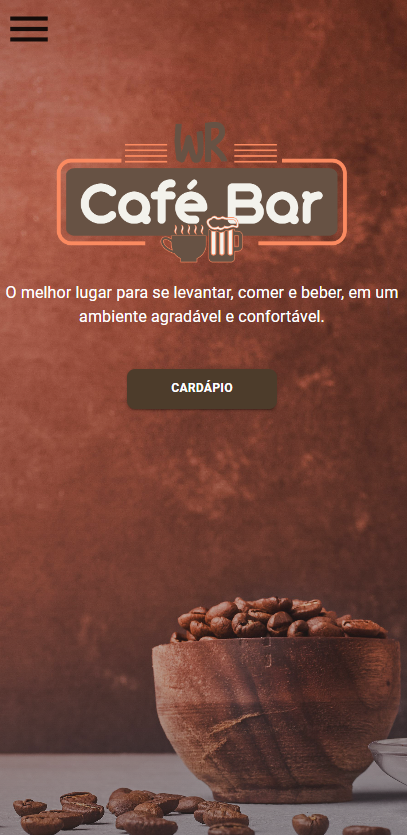 WR
Café Bar
O melhor lugar para se levantar, comer e beber, em um
ambiente agradável e confortável.
CARDÁPIO